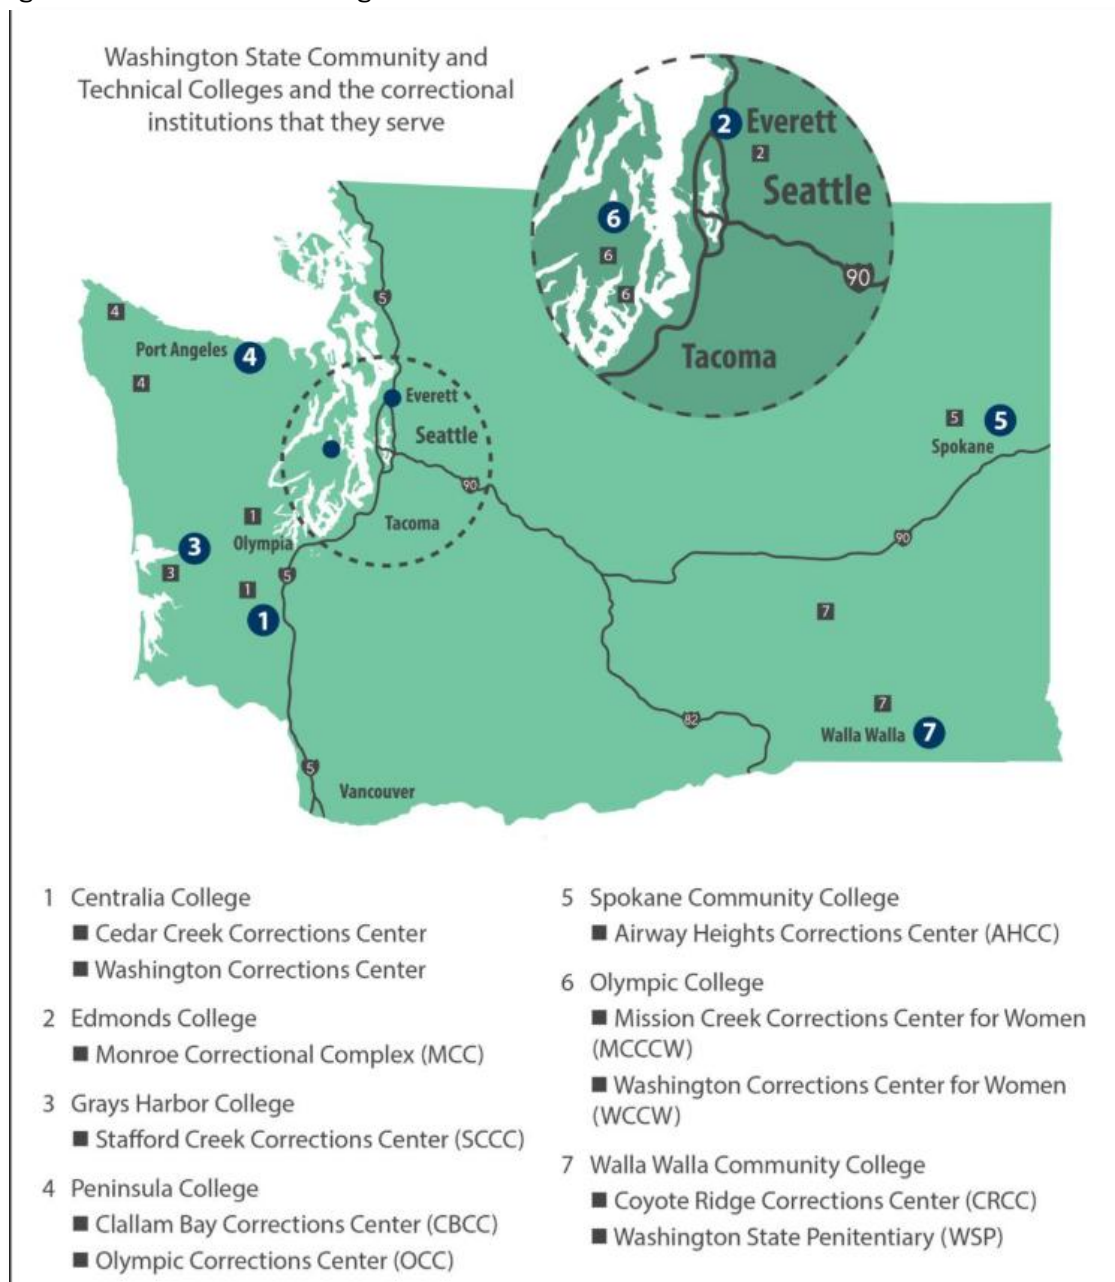 Washington State Community and
Technical Colleges and the correctional
institutions that they serve
2 Everett
2
Seattle
6
6
6
90
Tacoma
5
4
Port Angeles 4
4
Everett
Seattle
5
5
Spokane
90
1
Tacoma
Olympia
3
90
3
5
1
1
7
7
82
Walla Walla 7
5
Vancouver
1 Centralia College
■ Cedar Creek Corrections Center
■ Washington Corrections Center
2 Edmonds College
■ Monroe Correctional Complex (MCC)
3 Grays Harbor College
■ Stafford Creek Corrections Center (SCCC)
4 Peninsula College
■ Clallam Bay Corrections Center (CBCC)
■ Olympic Corrections Center (OCC)
5 Spokane Community College
■ Airway Heights Corrections Center (AHCC)
6 Olympic College
■ Mission Creek Corrections Center for Women
(MCCCW)
■ Washington Corrections Center for Women
(WCCW)
7 Walla Walla Community College
■ Coyote Ridge Corrections Center (CRCC)
■ Washington State Penitentiary (WSP)